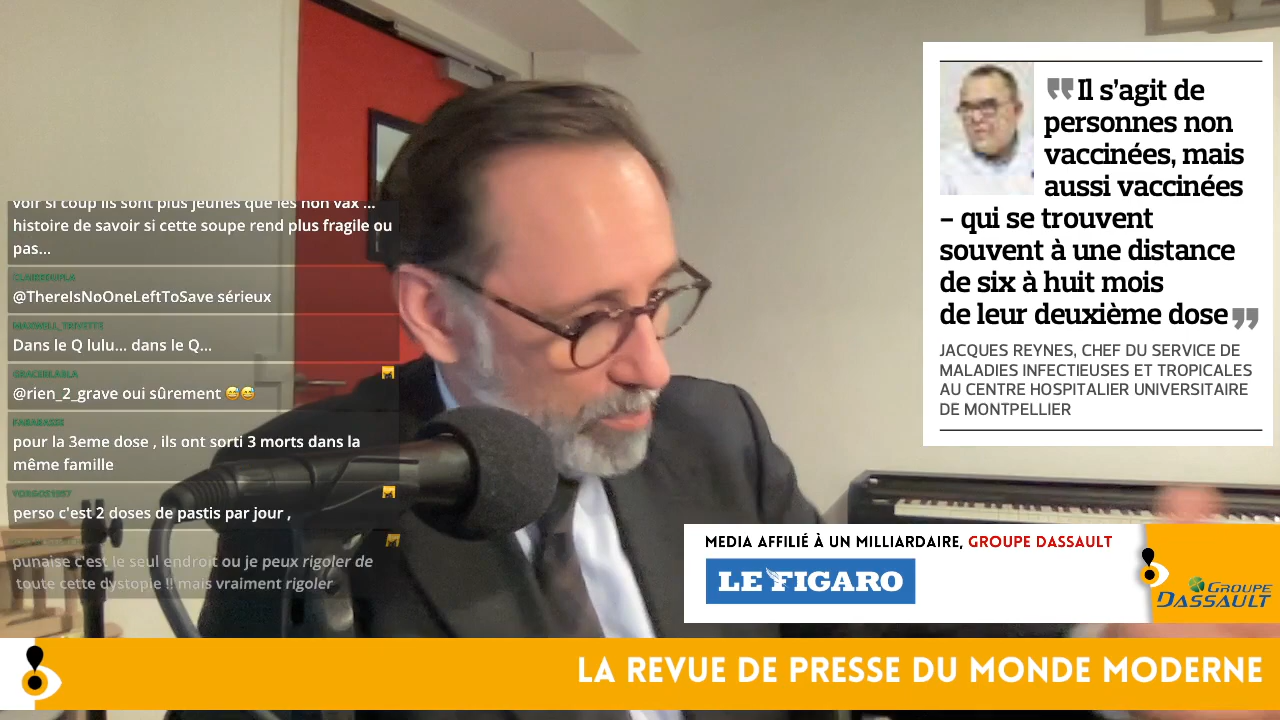 voir si coup ils sont plus jeunes que les non vax ...
histoire de savoir si cette soupe rend plus fragile ou
pas...
@ThereIsNoOneLeftToSave sérieux
MAXWELL_TRIVETTE
Dans le Q lulu... dans le Q...
@rien_2_grave oui sûrement 😅😅
pour la 3eme dose , ils ont sorti 3 morts dans la
même famille
perso c'est 2 doses de pastis par jour ,
punaise c'est le seul endroit ou je peux rigoler de
toute cette dystopie !! mais vraiment rigoler
Il s'agit de
personnes non
vaccinées, mais
aussi vaccinées
– qui se trouvent
souvent à une distance
de six à huit mois
de leur deuxième dose
JACQUES REYNES, CHEF DU SERVICE DE
MALADIES INFECTIEUSES ET TROPICALES
AU CENTRE HOSPITALIER UNIVERSITAIRE
DE MONTPELLIER
MEDIA AFFILIÉ À UN MILLIARDAIRE, GROUPE DASSAULT
LE FIGARO
GROUPE
DASSAULT
LA REVUE DE PRESSE DU MONDE MODERNE